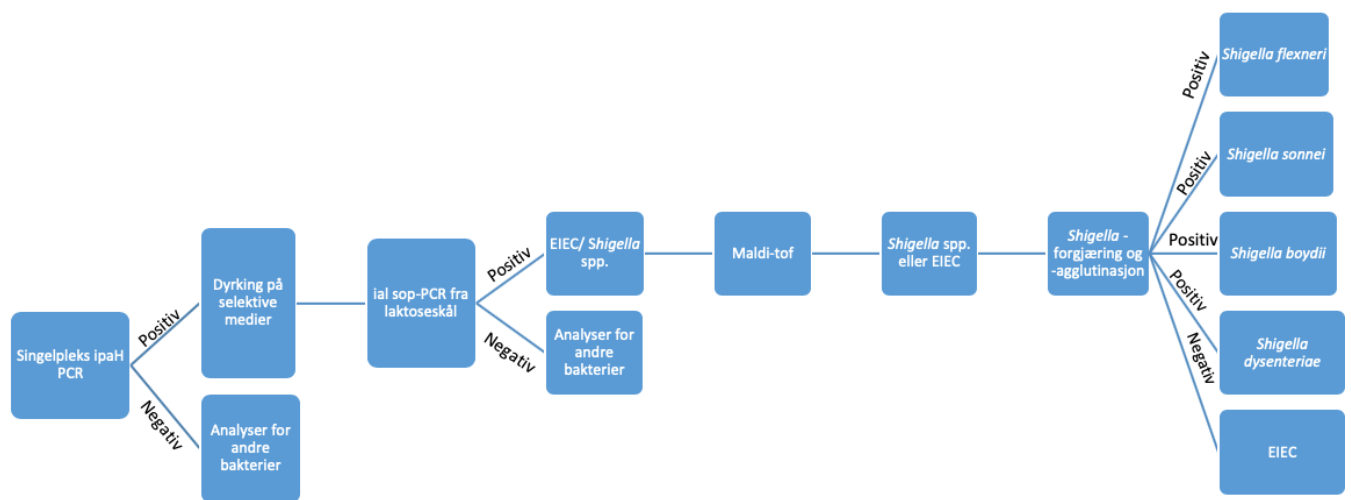 Singelpleks ipaH
PCR
Positiv
Negativ
Dyrking på
selektive
medier
Analyser for
andre
bakterier
ial sop-PCR fra
laktoseskål
Positiv
Negativ
EIEC/ Shigella
spp.
Analyser for
andre
bakterier
Maldi-tof
Shigella spp.
eller EIEC
Shigella -
forgjæring og
-agglutinasjon
Positiv
Positiv
Positiv
Positiv
Negativ
Shigella flexneri
Shigella sonnei
Shigella boydii
Shigella
dysenteriae
EIEC